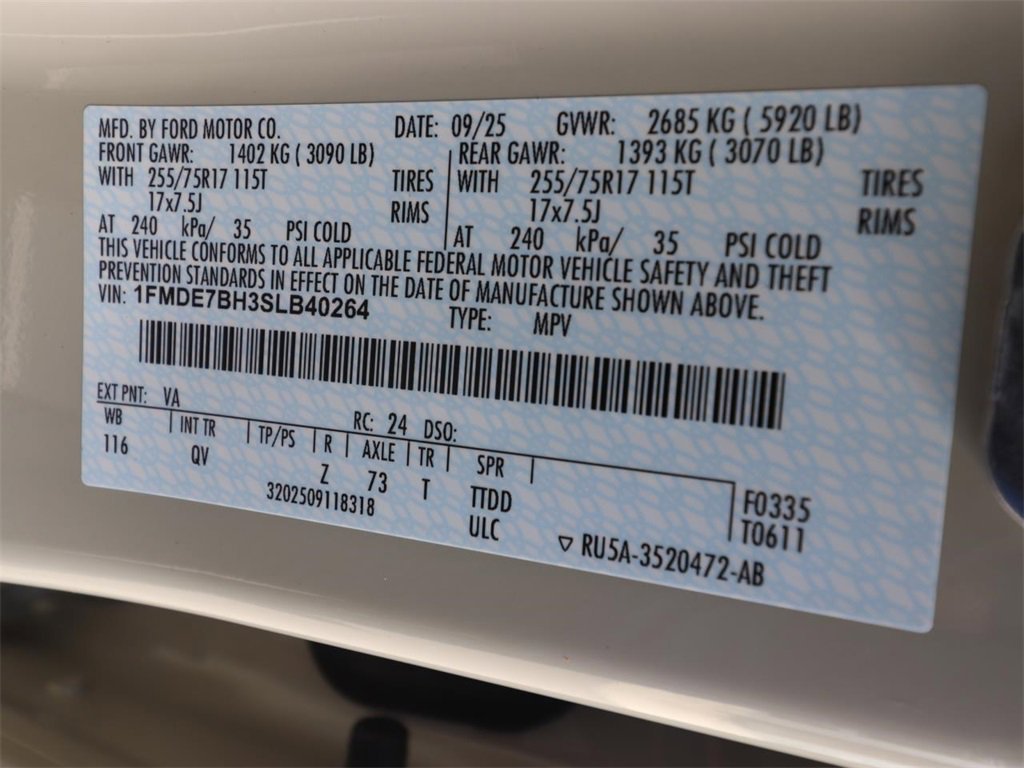 MFD. BY FORD MOTOR CO. DATE: 09/25 GVWR: 2685 KG ( 5920 LB)
FRONT GAWR: 1402 KG ( 3090 LB) REAR GAWR: 1393 KG ( 3070 LB)
WITH 255/75R17 115T TIRES WITH 255/75R17 115T TIRES
17x7.5J RIMS 17x7.5J RIMS
AT 240 kPa/ 35 PSI COLD AT 240 kPa/ 35 PSI COLD
THIS VEHICLE CONFORMS TO ALL APPLICABLE FEDERAL MOTOR VEHICLE SAFETY AND THEFT
PREVENTION STANDARDS IN EFFECT ON THE DATE OF MANUFACTURE SHOWN ABOVE.
VIN: 1FMDE7BH3SLB40264 TYPE: MPV
EXT PNT: VA RC: 24 DSO:
WB INT TR TP/PS R AXLE TR SPR
116 QV Z 73 T TTDD F0335
3202509118318 ULC T0611
RU5A-3520472-AB